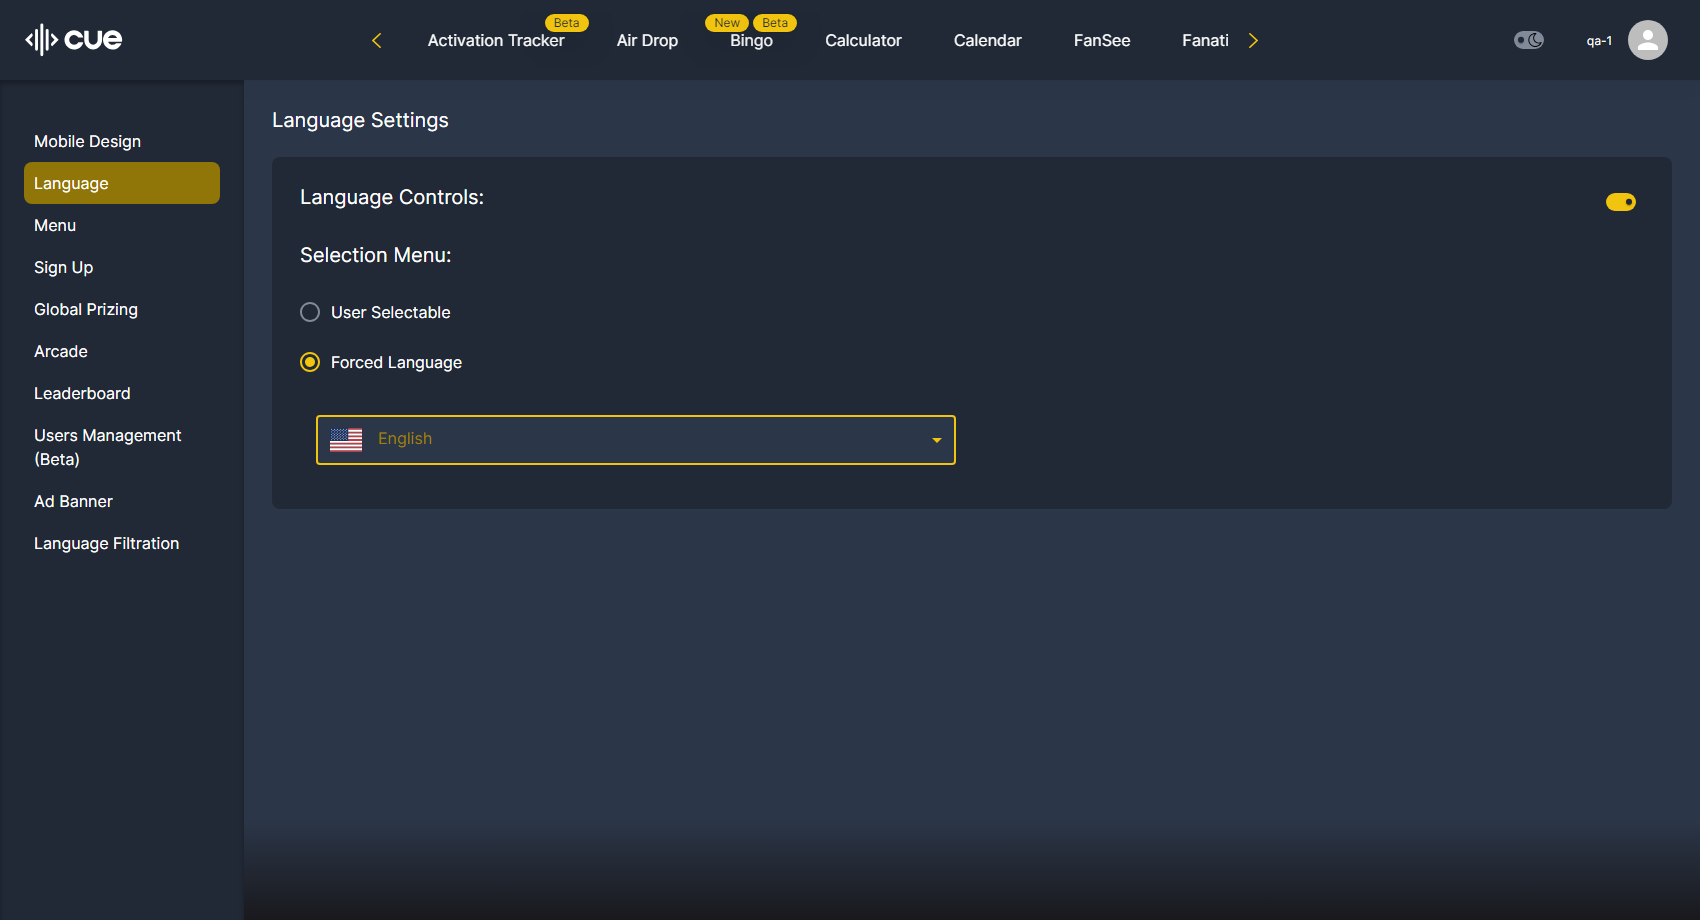 cue
Activation Tracker
Beta
Air Drop
New
Beta
Bingo
Calculator
Calendar
FanSee
Fanati
qa-1
Mobile Design
Language
Menu
Sign Up
Global Prizing
Arcade
Leaderboard
Users Management
(Beta)
Ad Banner
Language Filtration
Language Settings
Language Controls:
Selection Menu:
User Selectable
Forced Language
English